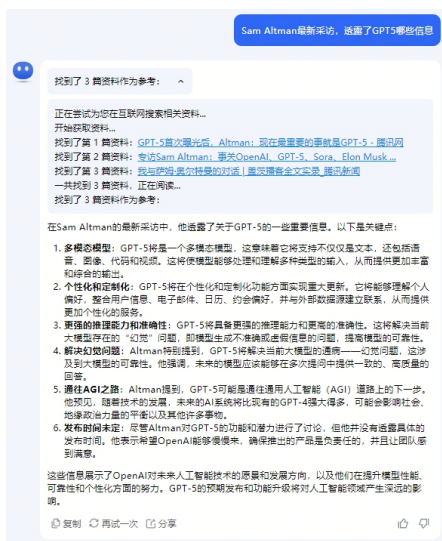 Sam Altman最新采访，透露了GPT5哪些信息
找到了 3 篇资料作为参考：
正在尝试为您在互联网搜索相关资料...
开始获取资料...
找到了第 1 篇资料：GPT-5首次曝光后，Altman：现在最重要的事就是GPT-5 - 腾讯网
找到了第 2 篇资料：专访Sam Altman：事关OpenAI、GPT-5、Sora、Elon Musk ...
找到了第 3 篇资料：我与萨姆·奥尔特曼的对话 | 盖茨播客全文实录_腾讯新闻
一共找到 3 篇资料，正在阅读...
找到了 3 篇资料作为参考：
在Sam Altman的最新采访中，他透露了关于GPT-5的一些重要信息。以下是关键点：
1. 多模态模型：GPT-5将是一个多模态模型，这意味着它将支持不仅仅是文本，还包括语
音、图像、代码和视频。这将使模型能够处理和理解多种类型的输入，从而提供更加丰富
和综合的输出。
2. 个性化和定制化：GPT-5将在个性化和定制化功能方面实现重大更新。它将能够理解个人
偏好，整合用户信息、电子邮件、日历、约会偏好，并与外部数据源建立联系，从而提供
更加个性化的服务。
3. 更强的推理能力和准确性：GPT-5将具备更强的推理能力和更高的准确性。这将解决当前
大模型存在的“幻觉”问题，即模型生成不准确或虚假信息的问题，提高模型的可靠性。
4. 解决幻觉问题：Altman特别提到，GPT-5将解决当前大模型的通病——幻觉问题，这涉
及到大模型的可靠性。他强调，未来的模型应该能够在多次提问中提供一致的、高质量的
回答。
5. 通往AGI之路：Altman提到，GPT-5可能是通往通用人工智能（AGI）道路上的下一步。
他预见，随着技术的发展，未来的AI系统将比现有的GPT-4强大得多，可能会影响社会、
地缘政治力量的平衡以及其他许多事物。
6. 发布时间未定：尽管Altman对GPT-5的功能和潜力进行了讨论，但他并没有透露具体的
发布时间。他表示希望OpenAI能够慢慢来，确保推出的产品是负责任的，并且让团队感
到满意。
这些信息展示了OpenAI对未来人工智能技术的愿景和发展方向，以及他们在提升模型性能、
可靠性和个性化方面的努力。GPT-5的预期发布和功能升级将对人工智能领域产生深远的影
响。
复制 再试一次 分享